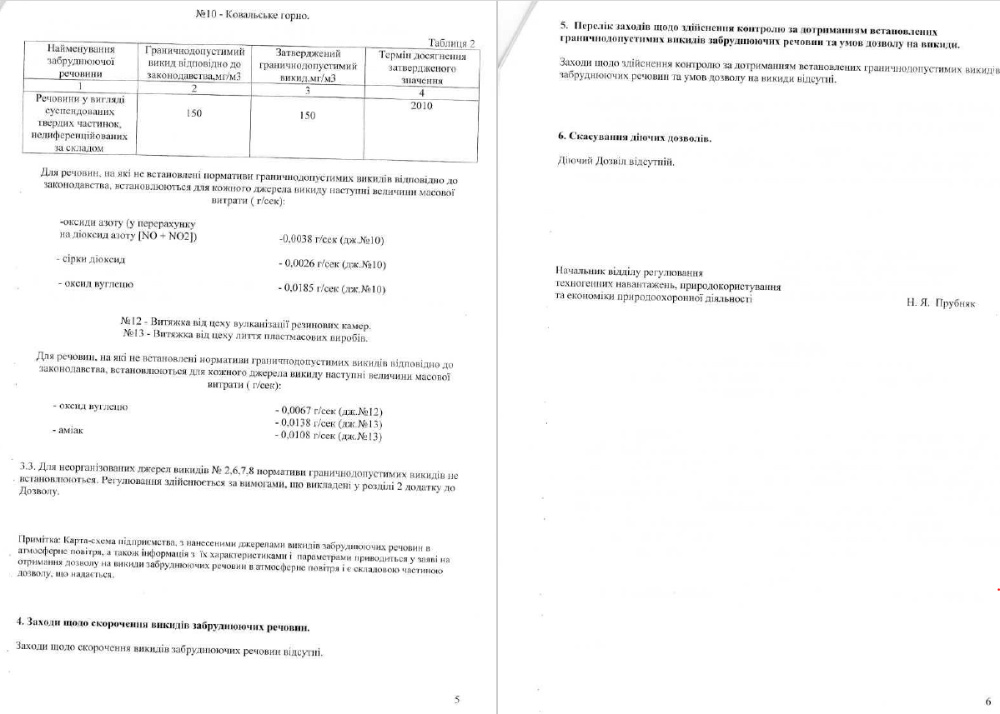 №10 - Ковальське горно.
Таблиця 2
Найменування забруднюючої речовини
Граничнодопустимий викид відповідно до законодавства,мг/м3
Затверджений граничнодопустимий викид,мг/м3
Термін досягнення затвердженого значення
1 2 3 4
Речовини у вигляді суспендованих твердих частинок, недиференційованих за складом
150
150
2010
Для речовин, на які не встановлені нормативи граничнодопустимих викидів відповідно до
законодавства, встановлюються для кожного джерела викиду наступні величини масової
витрати ( г/сек):
-оксиди азоту (у перерахунку
на діоксид азоту [NO + NO2]) -0,0038 г/сек (дж.№10)
- сірки діоксид - 0,0026 г/сек (дж.№10)
- оксид вуглецю - 0,0185 г/сек (дж.№10)
№12 - Витяжка від цеху вулканізації резинових камер.
№13 - Витяжка від цеху лиття пластмасових виробів.
Для речовин, на які не встановлені нормативи граничнодопустимих викидів відповідно до
законодавства, встановлюються для кожного джерела викиду наступні величини масової
витрати ( г/сек):
- оксид вуглецю - 0,0067 г/сек (дж.№12)
- 0,0138 г/сек (дж.№13)
- аміак - 0,0108 г/сек (дж.№13)
3.3. Для неорганізованих джерел викидів № 2,6,7,8 нормативи граничнодопустимих викидів не
встановлюються. Регулювання здійснюється за вимогами, що викладені у розділі 2 додатку до
Дозволу.
Примітка: Карта-схема підприємства, з нанесеними джерелами викидів забруднюючих речовин в
атмосферне повітря, а також інформація з їх характеристиками і параметрами приводиться у заяві на
отримання дозволу на викиди забруднюючих речовин в атмосферне повітря і є складовою частиною
дозволу, що надається.
4. Заходи щодо скорочення викидів забруднюючих речовин.
Заходи щодо скорочення викидів забруднюючих речовин відсутні.
5
5. Перелік заходів щодо здійснення контролю за дотриманням встановлених
граничнодопустимих викидів забруднюючих речовин та умов дозволу на викиди.
Заходи щодо здійснення контролю за дотриманням встановлених граничнодопустимих викидів
забруднюючих речовин та умов дозволу на викиди відсутні.
6. Скасування діючих дозволів.
Діючий Дозвіл відсутній.
Начальник відділу регулювання
техногенних навантажень, природокористування
та економіки природоохоронної діяльності Н. Я. Прубняк
6